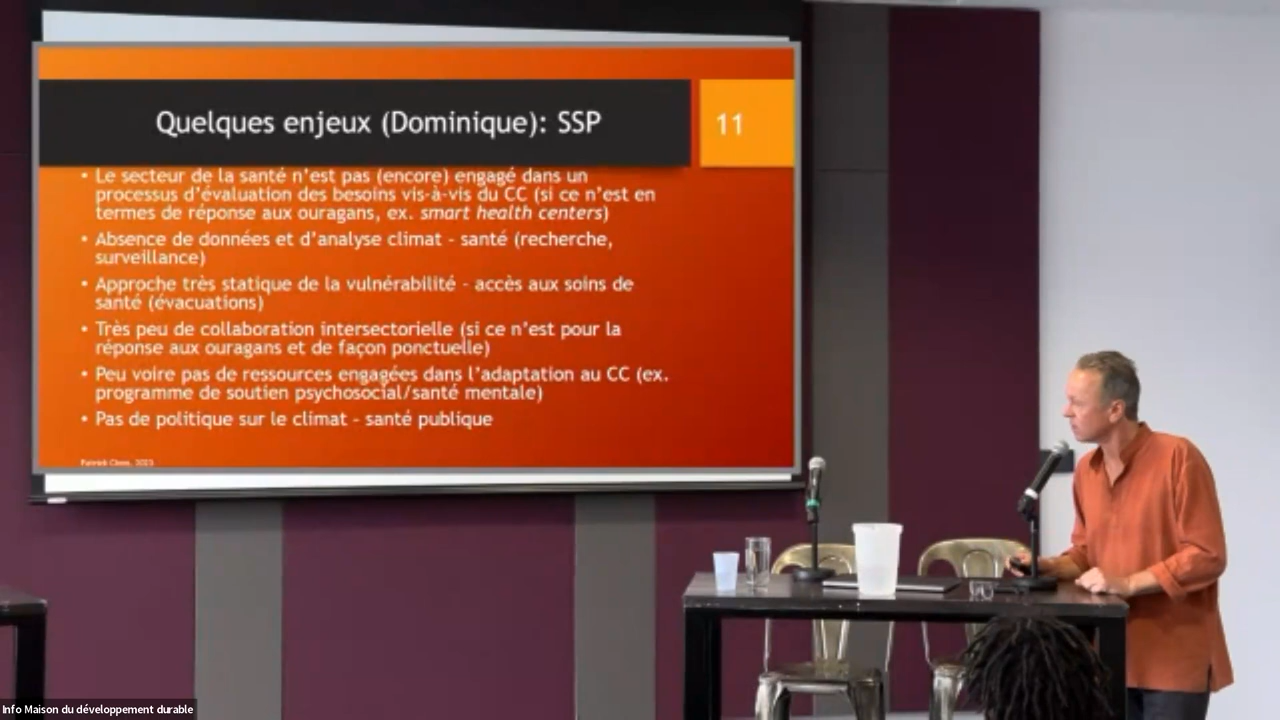 Quelques enjeux (Dominique): SSP
11
• Le secteur de la santé n'est pas (encore) engagé dans un
processus d'évaluation des besoins vis-à-vis du CC (si ce n'est en
termes de réponse aux ouragans, ex. smart health centers)
• Absence de données et d'analyse climat - santé (recherche,
surveillance)
• Approche très statique de la vulnérabilité - accès aux soins de
santé (évacuations)
• Très peu de collaboration intersectorielle (si ce n'est pour la
réponse aux ouragans et de façon ponctuelle)
• Peu voire pas de ressources engagées dans l'adaptation au CC (ex.
programme de soutien psychosocial/santé mentale)
• Pas de politique sur le climat - santé publique
Patrick Cloos, 2023
Info Maison du développement durable